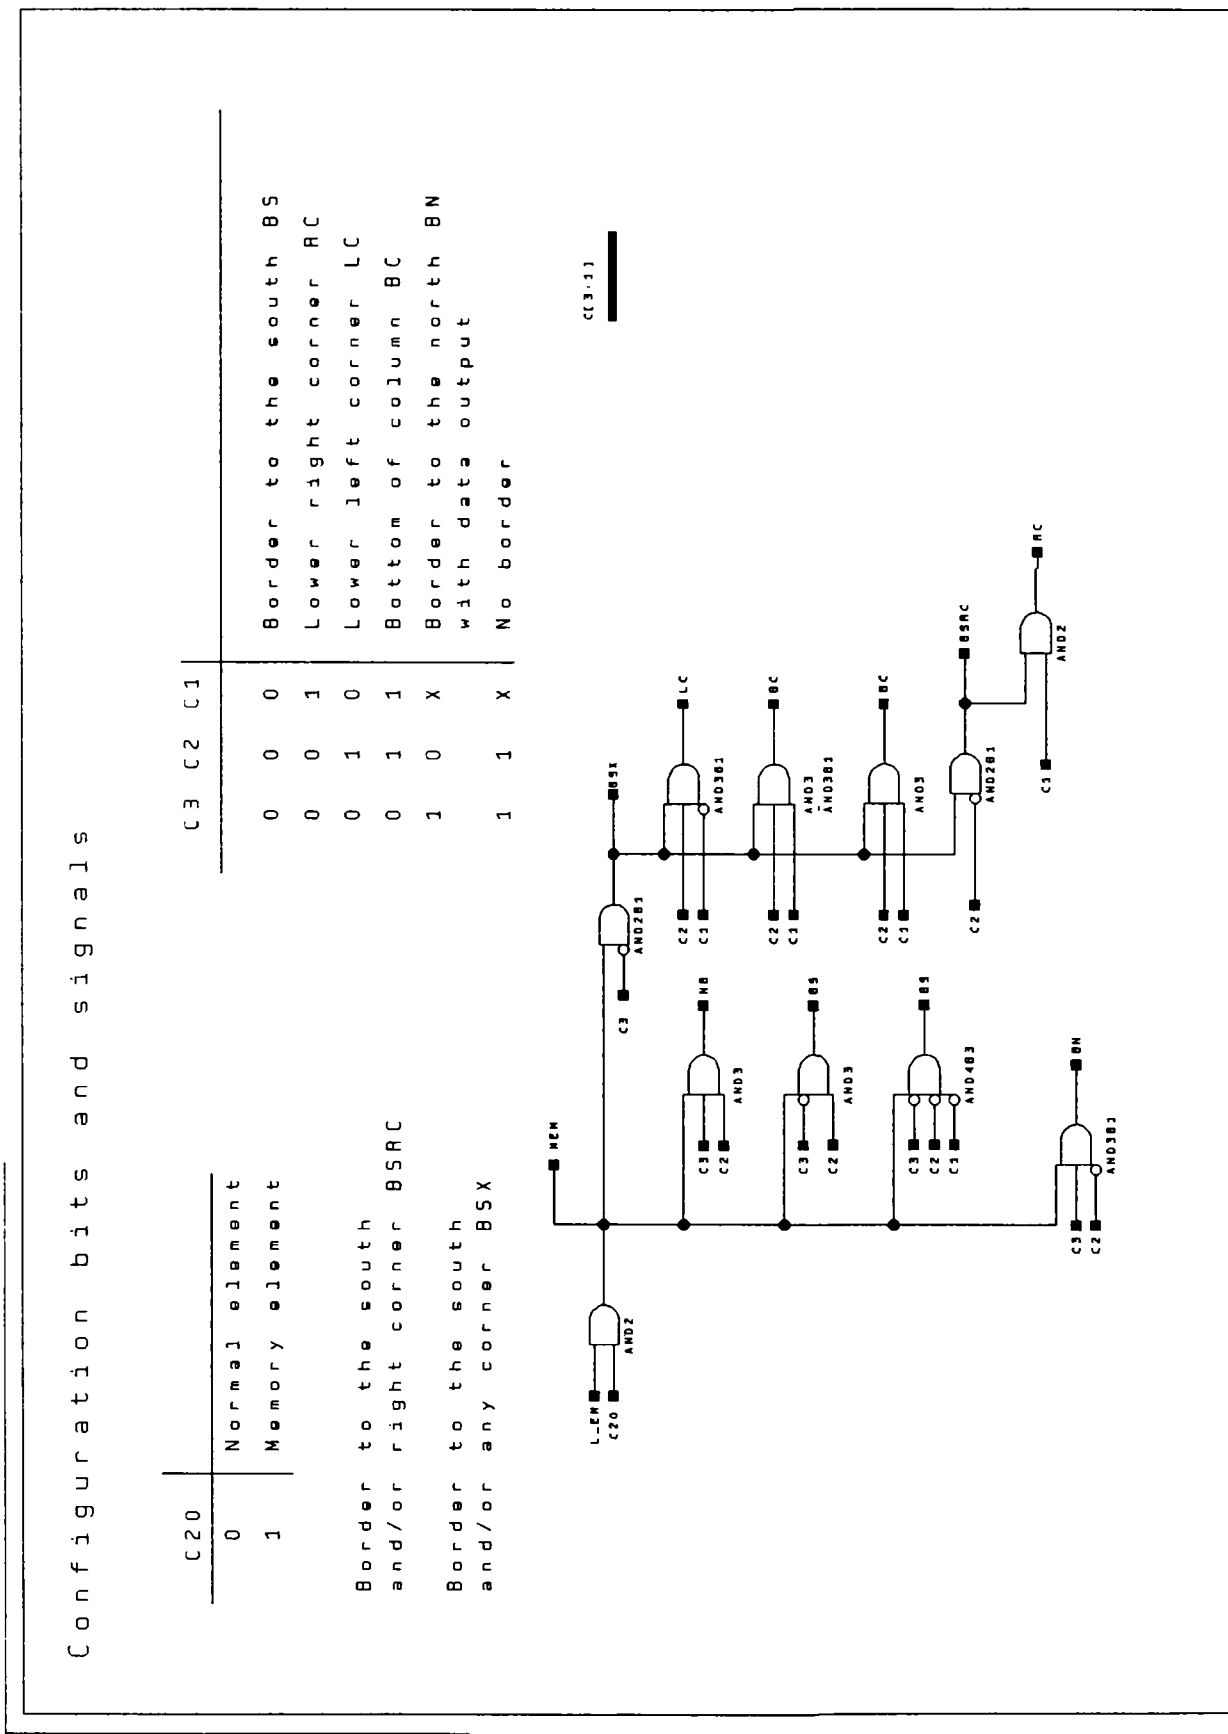 Configuration bits and signals
C20
0 Normal element
1 Memory element
Border to the south
and/or right corner BSRC
Border to the south
and/or any corner BSX
C3 C2 C1
0 0 0 Border to the south BS
0 0 1 Lower right corner RC
0 1 0 Lower left corner LC
0 1 1 Bottom of column BC
1 0 X Border to the north BN
with data output
1 1 X No border
C[3:1]
L_EN
C20
AND2
MEM
C3
AND2B1
BSX
C3
C2
AND3
NB
C3
C2
AND3
BS
C3
C2
C1
AND4B3
BS
C3
C2
AND3B1
BN
C2
C1
AND3B1
LC
C2
C1
AND3
AND3B1
BC
C2
C1
AND3
BC
C2
AND2B1
BSRC
C1
AND2
RC